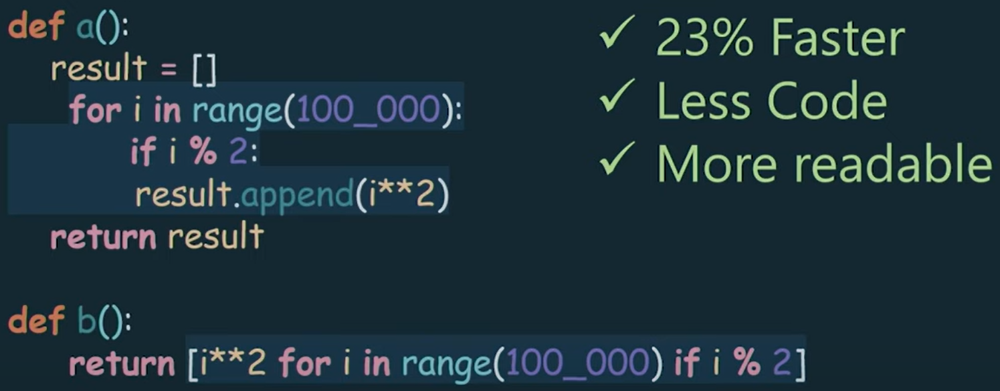 def a():
result = []
for i in range(100_000):
if i % 2:
result.append(i**2)
return result
def b():
return [i**2 for i in range(100_000) if i % 2]
✓ 23% Faster
✓ Less Code
✓ More readable